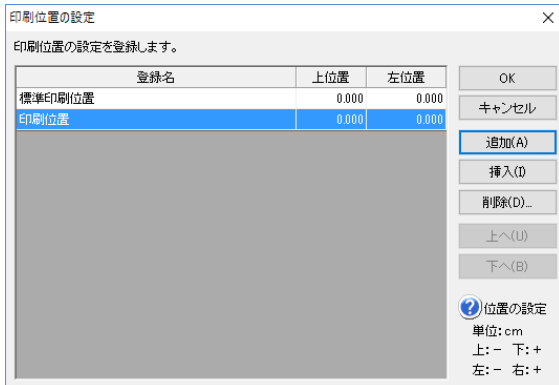 印刷位置の設定
印刷位置の設定を登録します。
登録名 上位置 左位置
標準印刷位置 0.000 0.000
印刷位置 0.000 0.000
OK
キャンセル
追加(A)
挿入(I)
削除(D)...
上へ(U)
下へ(B)
位置の設定
単位:cm
上:- 下:+
左:- 右:+